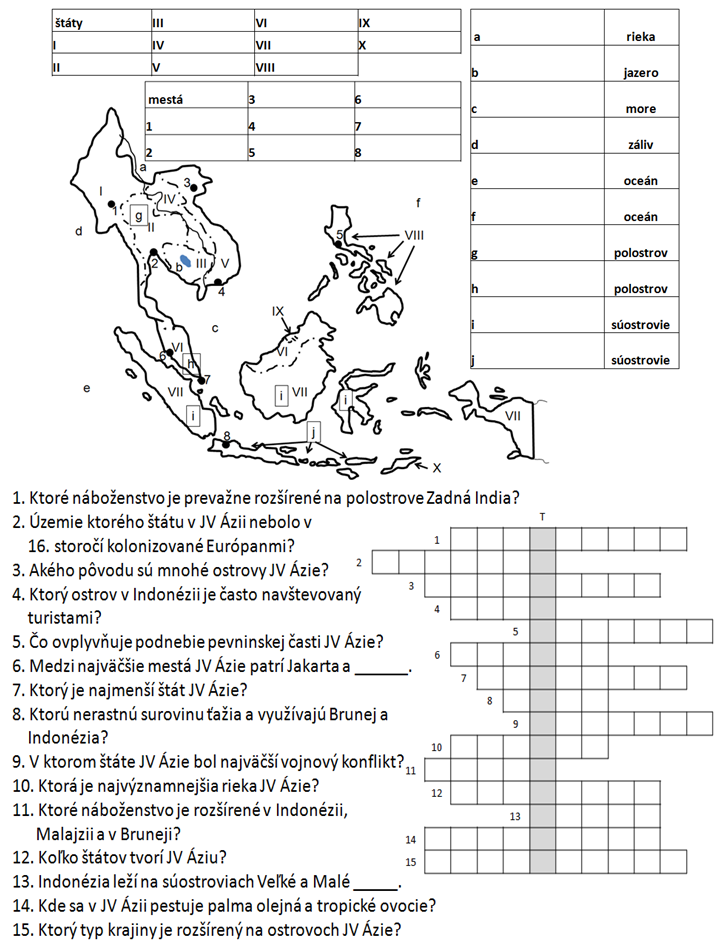 štáty III VI IX
I IV VII X
II V VIII
mestá 3 6
1 4 7
2 5 8
a rieka
b jazero
c more
d záliv
e oceán
f oceán
g polostrov
h polostrov
i súostrovie
j súostrovie
a
I
3
IV
1
g
II
f
d
5
VIII
2
b
III
V
4
c
IX
VI
VI
6
h
7
e
VII
i
VII
i
i
VII
8
j
X
1. Ktoré náboženstvo je prevažne rozšírené na polostrove Zadná India?
2. Územie ktorého štátu v JV Ázii nebolo v
16. storočí kolonizované Európanmi?
3. Akého pôvodu sú mnohé ostrovy JV Ázie?
4. Ktorý ostrov v Indonézii je často navštevovaný
turistami?
5. Čo ovplyvňuje podnebie pevninskej časti JV Ázie?
6. Medzi najväčšie mestá JV Ázie patrí Jakarta a ______.
7. Ktorý je najmenší štát JV Ázie?
8. Ktorú nerastnú surovinu ťažia a využívajú Brunej a
Indonézia?
9. V ktorom štáte JV Ázie bol najväčší vojnový konflikt?
10. Ktorá je najvýznamnejšia rieka JV Ázie?
11. Ktoré náboženstvo je rozšírené v Indonézii,
Malajzii a v Bruneji?
12. Koľko štátov tvorí JV Áziu?
13. Indonézia leží na súostroviach Veľké a Malé _____.
14. Kde sa v JV Ázii pestuje palma olejná a tropické ovocie?
15. Ktorý typ krajiny je rozšírený na ostrovoch JV Ázie?
T
1
2
3
4
5
6
7
8
9
10
11
12
13
14
15